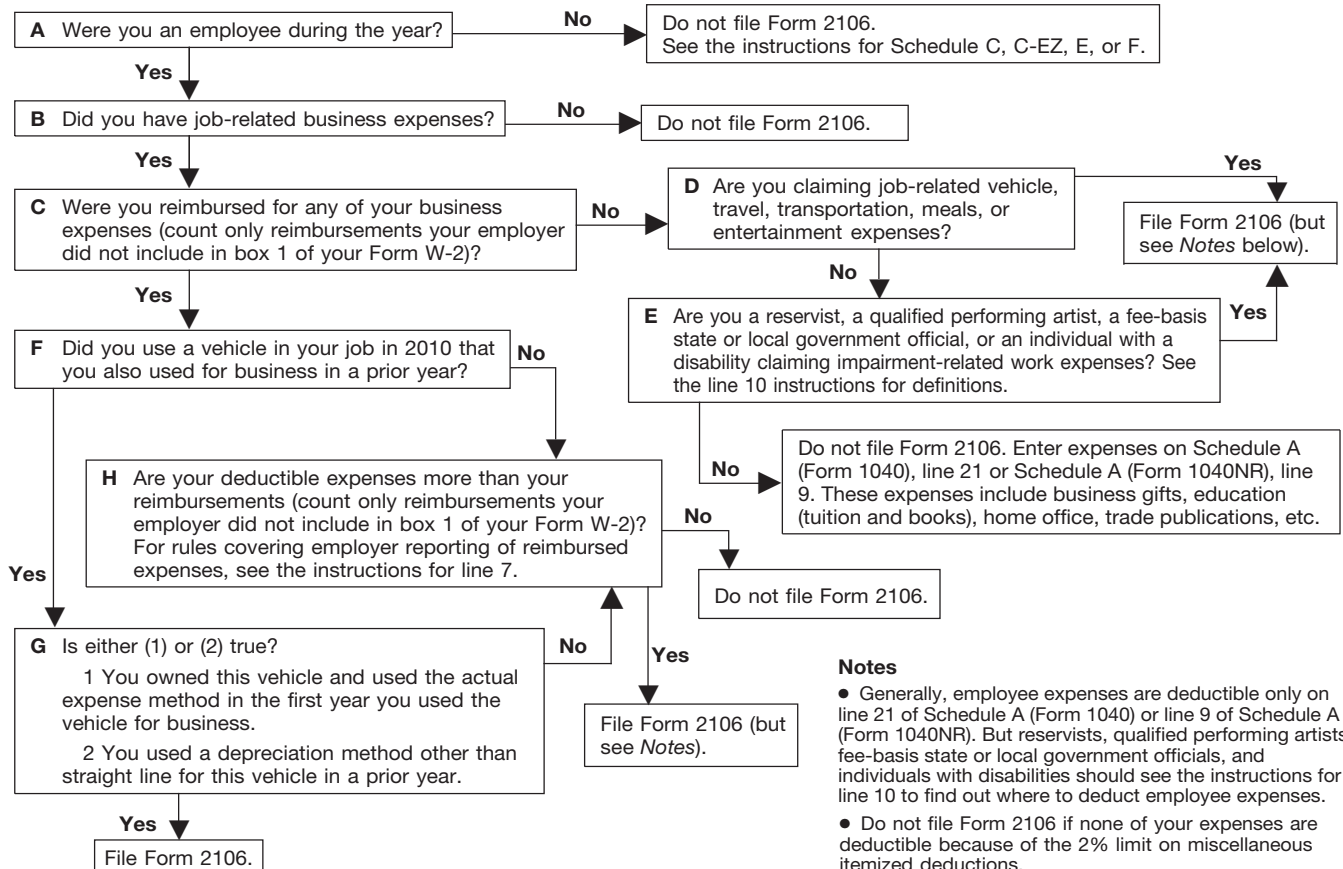 A Were you an employee during the year?
No
Do not file Form 2106.
See the instructions for Schedule C, C-EZ, E, or F.
Yes
B Did you have job-related business expenses?
No
Do not file Form 2106.
Yes
C Were you reimbursed for any of your business
expenses (count only reimbursements your employer
did not include in box 1 of your Form W-2)?
No
D Are you claiming job-related vehicle,
travel, transportation, meals, or
entertainment expenses?
Yes
File Form 2106 (but
see Notes below).
No
Yes
E Are you a reservist, a qualified performing artist, a fee-basis
state or local government official, or an individual with a
disability claiming impairment-related work expenses? See
the line 10 instructions for definitions.
Yes
F Did you use a vehicle in your job in 2010 that
you also used for business in a prior year?
No
No
Do not file Form 2106. Enter expenses on Schedule A
(Form 1040), line 21 or Schedule A (Form 1040NR), line
9. These expenses include business gifts, education
(tuition and books), home office, trade publications, etc.
H Are your deductible expenses more than your
reimbursements (count only reimbursements your
employer did not include in box 1 of your Form W-2)?
For rules covering employer reporting of reimbursed
expenses, see the instructions for line 7.
No
Do not file Form 2106.
Yes
G Is either (1) or (2) true?
1 You owned this vehicle and used the actual
expense method in the first year you used the
vehicle for business.
2 You used a depreciation method other than
straight line for this vehicle in a prior year.
No
Yes
File Form 2106 (but
see Notes).
Yes
File Form 2106.
Notes
● Generally, employee expenses are deductible only on
line 21 of Schedule A (Form 1040) or line 9 of Schedule A
(Form 1040NR). But reservists, qualified performing artists
fee-basis state or local government officials, and
individuals with disabilities should see the instructions for
line 10 to find out where to deduct employee expenses.
● Do not file Form 2106 if none of your expenses are
deductible because of the 2% limit on miscellaneous
itemized deductions.